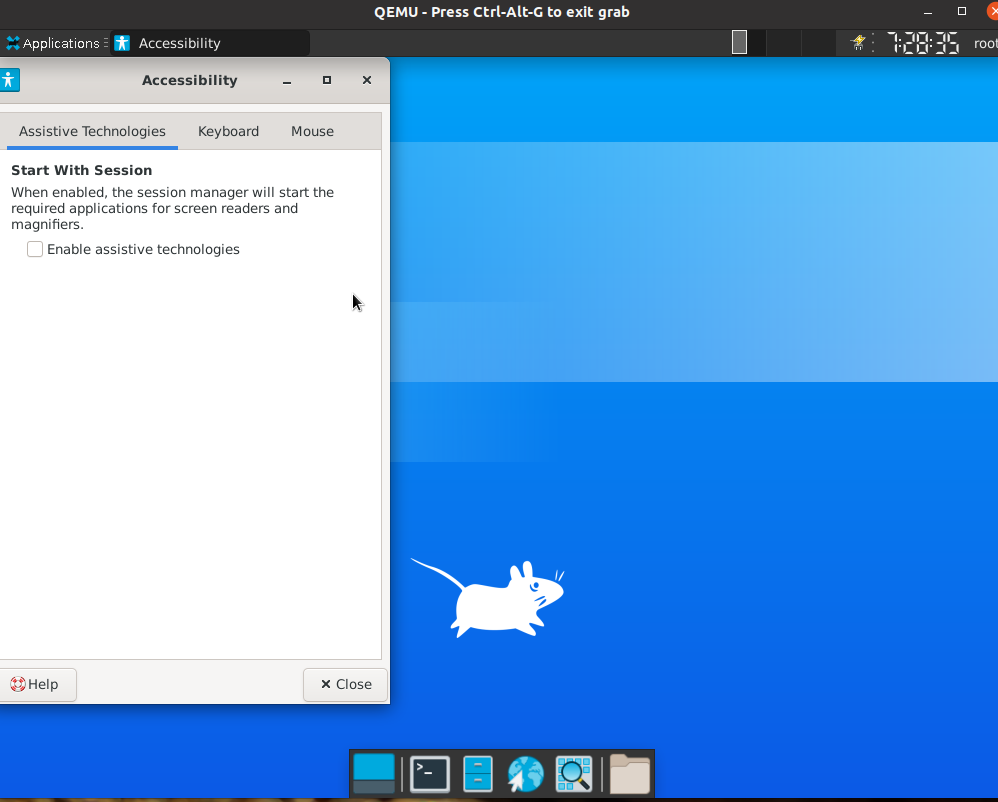 QEMU - Press Ctrl-Alt-G to exit grab
Applications
Accessibility
7:28:35
root
Accessibility
Assistive Technologies
Keyboard
Mouse
Start With Session
When enabled, the session manager will start the
required applications for screen readers and
magnifiers.
Enable assistive technologies
Help
Close